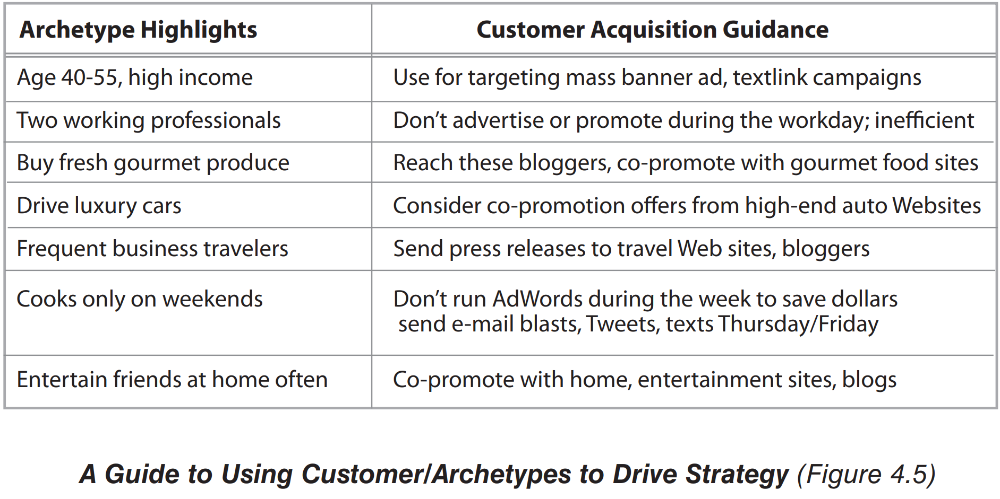 Archetype Highlights Customer Acquisition Guidance
Age 40-55, high income Use for targeting mass banner ad, textlink campaigns
Two working professionals Don’t advertise or promote during the workday; inefficient
Buy fresh gourmet produce Reach these bloggers, co-promote with gourmet food sites
Drive luxury cars Consider co-promotion offers from high-end auto Websites
Frequent business travelers Send press releases to travel Web sites, bloggers
Cooks only on weekends Don’t run AdWords during the week to save dollars
send e-mail blasts, Tweets, texts Thursday/Friday
Entertain friends at home often Co-promote with home, entertainment sites, blogs
A Guide to Using Customer/Archetypes to Drive Strategy (Figure 4.5)